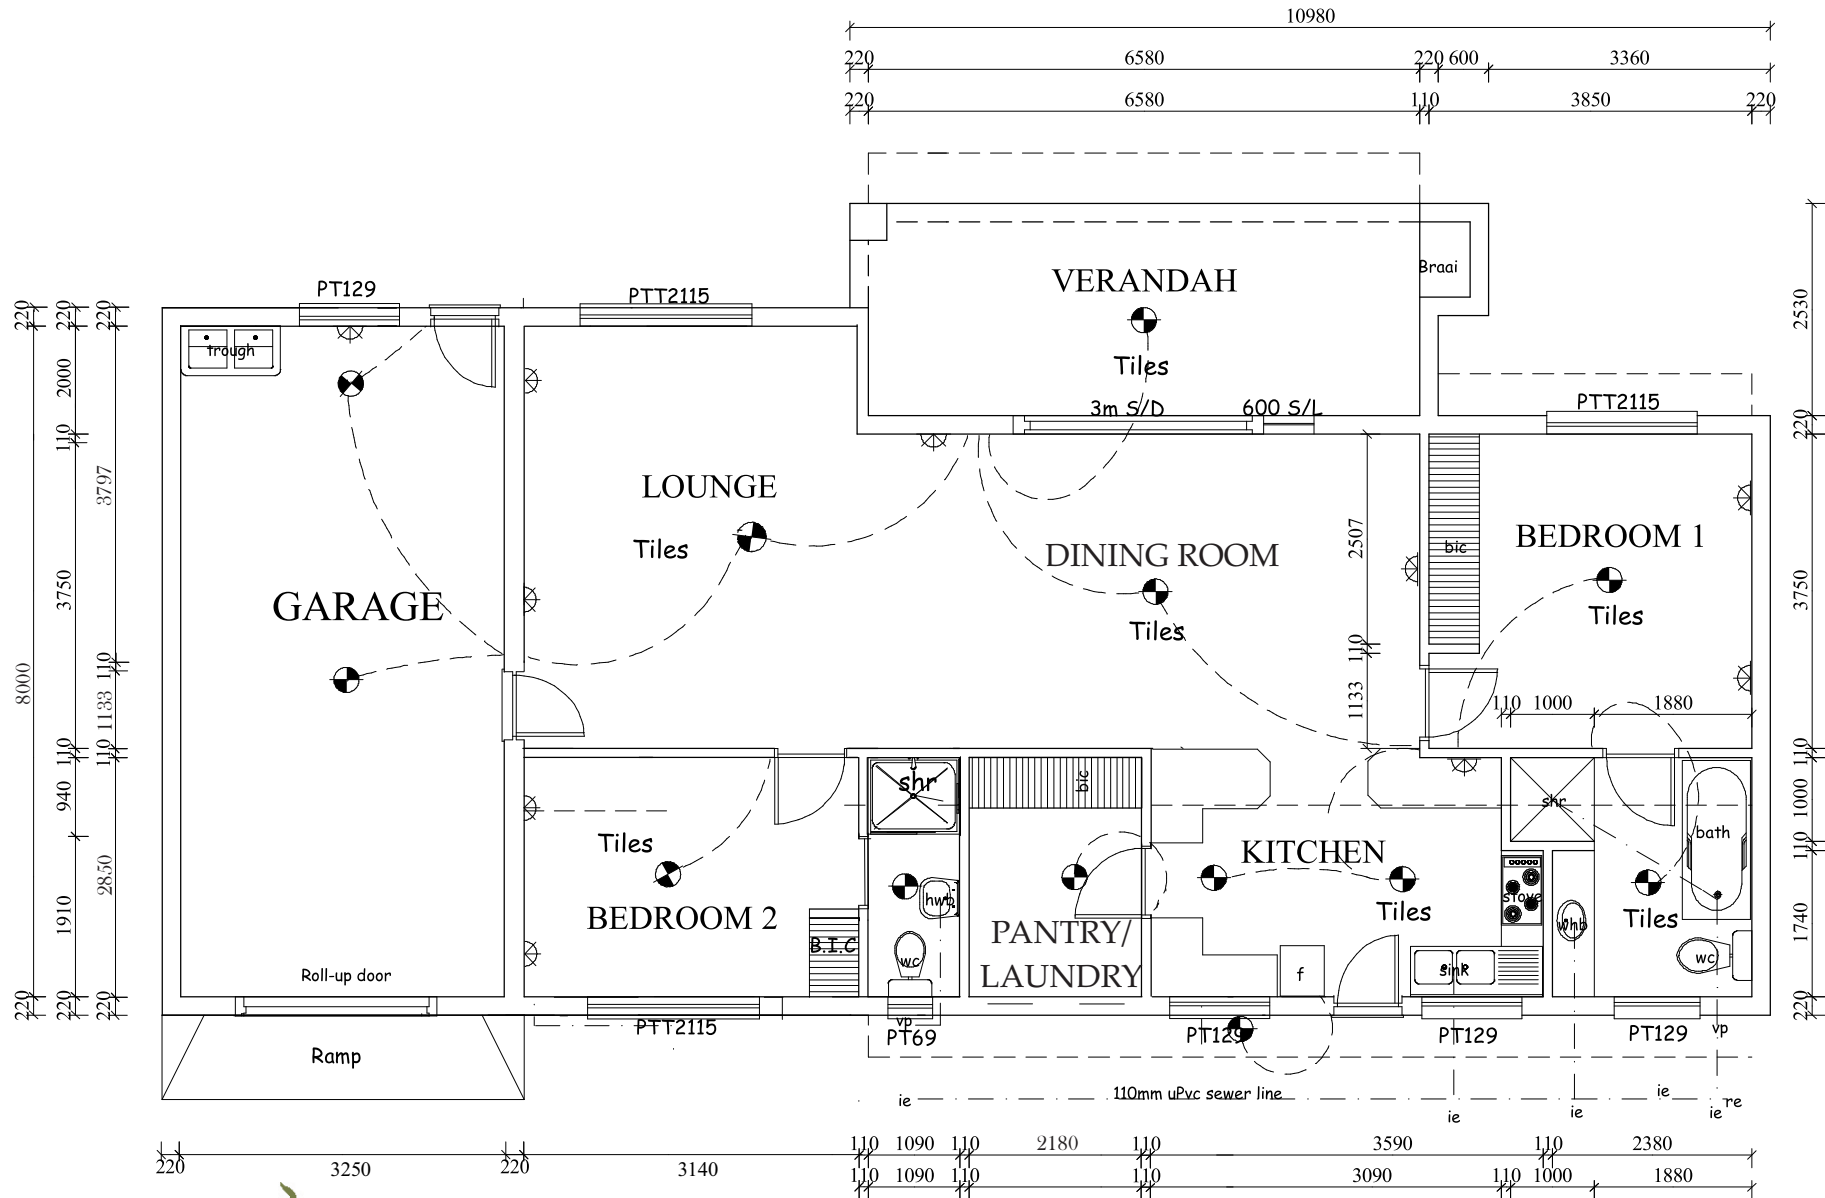 10980
220 6580 220 600 3360
220 6580 110 3850 220
PT129
PTT2115
VERANDAH
Braai
Tiles
3m S/D
600 S/L
PTT2115
trough
LOUNGE
Tiles
DINING ROOM
Tiles
bic
BEDROOM 1
Tiles
GARAGE
2507
110
1133
110 1000 1880
220 8000 220
220 2000 110 3750 110 940 1910 220
220 3797 110 1133 110 2850 220
2530 220 3750 110 1000 110 1740 220
shr
bic
shr
bath
Tiles
KITCHEN
Tiles
stove
hwb
whb
Tiles
BEDROOM 2
B.I.C
PANTRY/
LAUNDRY
wc
f
sink
wc
Roll-up door
PTT2115
vp
PT69
PT129
PT129
PT129
vp
Ramp
110mm uPvc sewer line
ie
ie
ie
ie
ie
re
110 1090 110 2180 110 3590 110 2380
220 3250 220 3140
110 1090 110 110 3090 110 1000 1880